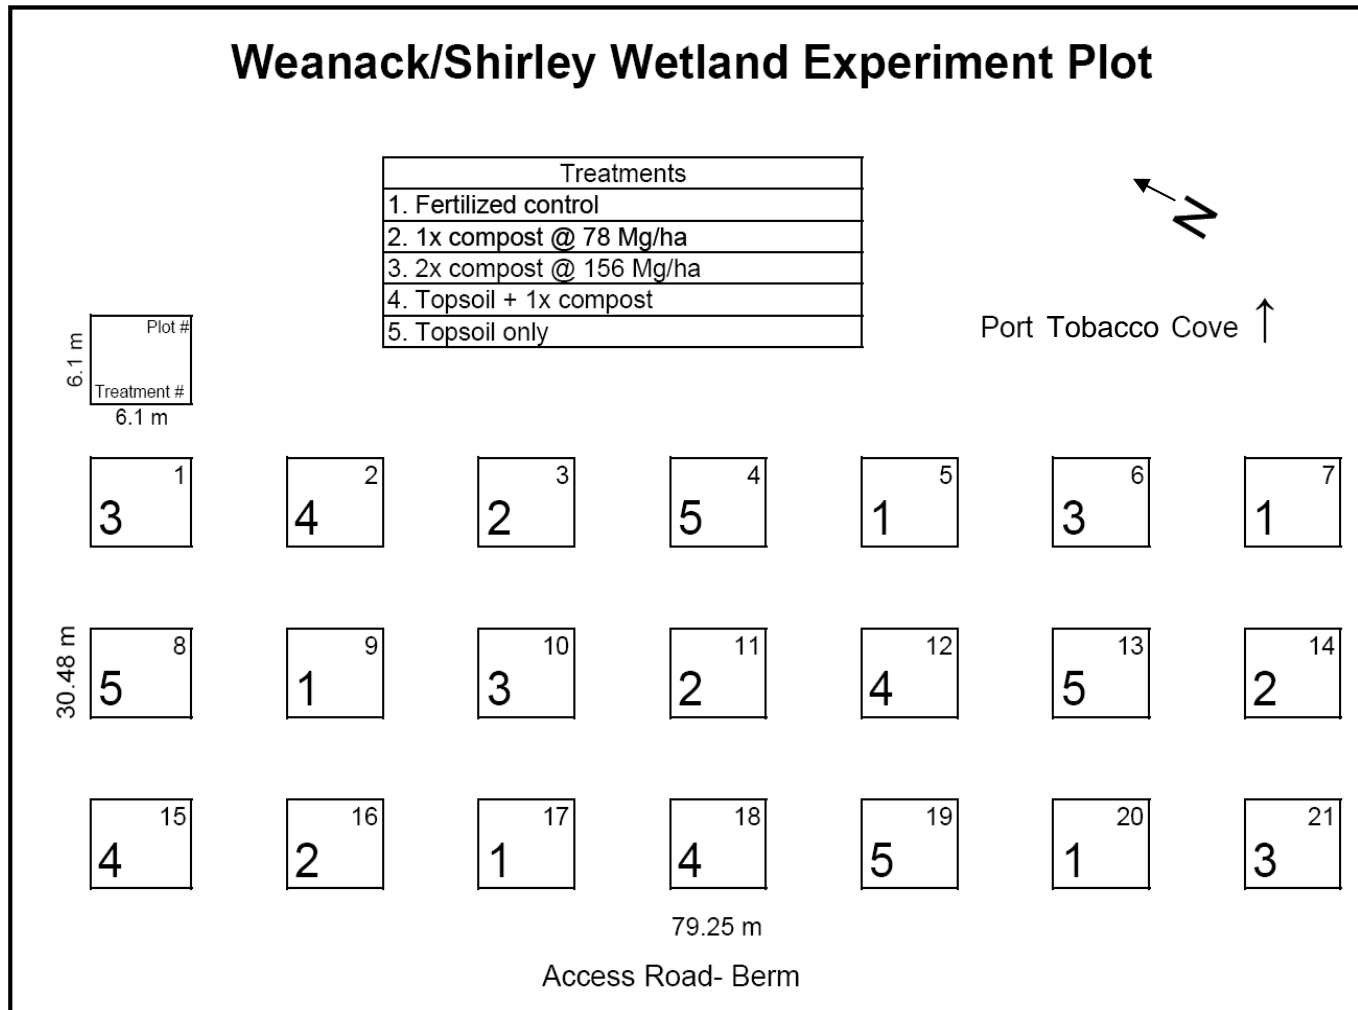 Weanack/Shirley Wetland Experiment Plot
Treatments
1. Fertilized control
2. 1x compost @ 78 Mg/ha
3. 2x compost @ 156 Mg/ha
4. Topsoil + 1x compost
5. Topsoil only
N
Port Tobacco Cove ↑
Plot #
6.1 m
Treatment #
6.1 m
1 2 3 4 5 6 7
3 4 2 5 1 3 1
8 9 10 11 12 13 14
30.48 m
5 1 3 2 4 5 2
15 16 17 18 19 20 21
4 2 1 4 5 1 3
79.25 m
Access Road- Berm